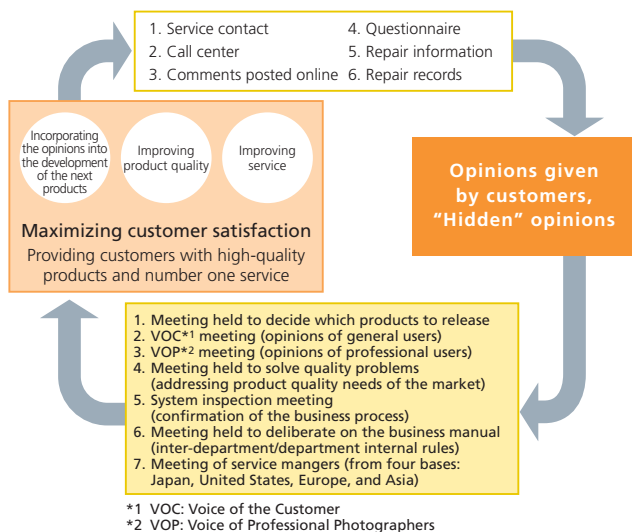 1. Service contact
2. Call center
3. Comments posted online
4. Questionnaire
5. Repair information
6. Repair records
Incorporating
the opinions into
the development
of the next
products
Improving
product quality
Improving
service
Maximizing customer satisfaction
Providing customers with high-quality
products and number one service
Opinions given
by customers,
“Hidden” opinions
1. Meeting held to decide which products to release
2. VOC*1 meeting (opinions of general users)
3. VOP*2 meeting (opinions of professional users)
4. Meeting held to solve quality problems
(addressing product quality needs of the market)
5. System inspection meeting
(confirmation of the business process)
6. Meeting held to deliberate on the business manual
(inter-department/department internal rules)
7. Meeting of service mangers (from four bases:
Japan, United States, Europe, and Asia)
*1 VOC: Voice of the Customer
*2 VOP: Voice of Professional Photographers